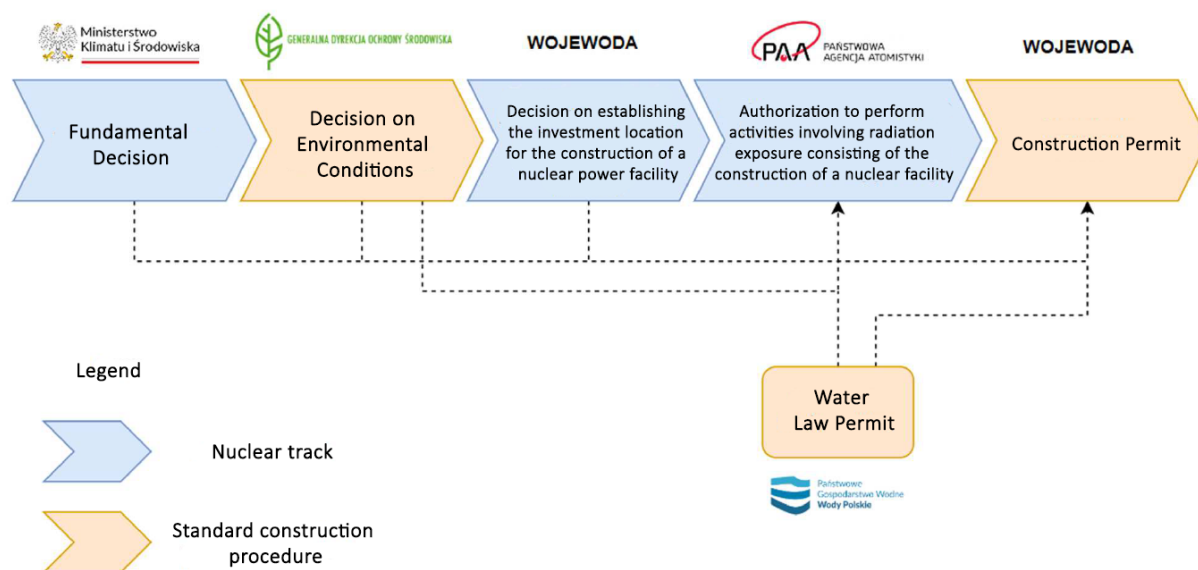 Ministerstwo
Klimatu i Środowiska
GENERALNA DYREKCJA OCHRONY ŚRODOWISKA
WOJEWODA
PAA
PAŃSTWOWA
AGENCJA ATOMISTYKI
WOJEWODA
Fundamental
Decision
Decision on
Environmental
Conditions
Decision on establishing
the investment location
for the construction of a
nuclear power facility
Authorization to perform
activities involving radiation
exposure consisting of the
construction of a nuclear facility
Construction Permit
Water
Law Permit
Państwowe
Gospodarstwo Wodne
Wody Polskie
Legend
Nuclear track
Standard construction
procedure